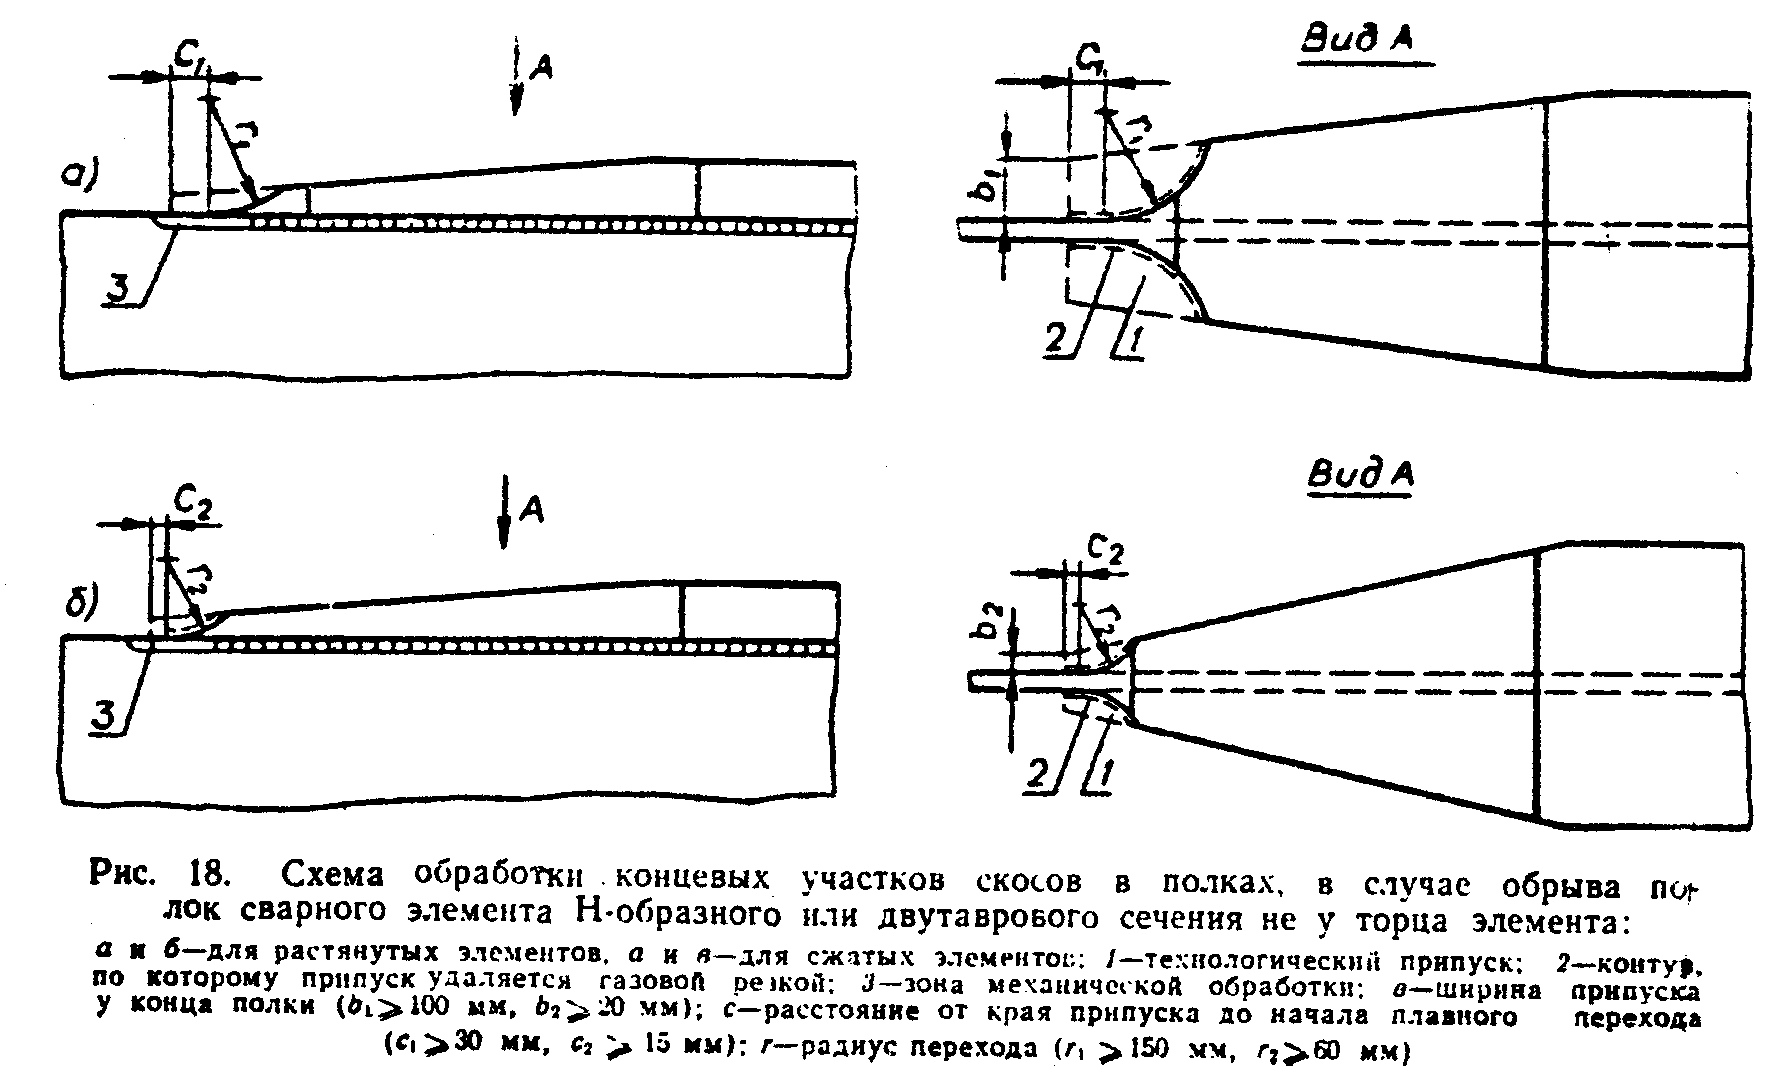 C₁
A
r₁
а)
3
Вид А
C₁
r₁
b₁
2
1
C₂
A
r₂
б)
3
Вид А
C₂
b₂
r₂
2
1
Рис. 18. Схема обработки концевых участков скосов в полках, в случае обрыва пол-
лок сварного элемента Н-образного или двутаврового сечения не у торца элемента:
а и б—для растянутых элементов, а и в—для сжатых элементов; 1—технологический припуск; 2—контур,
по которому припуск удаляется газовой резкой; 3—зона механической обработки; в—ширина припуска
у конца полки (b₁⩾100 мм, b₂⩾20 мм); с—расстояние от края припуска до начала плавного перехода
(c₁⩾30 мм, c₂⩾15 мм); r—радиус перехода (r₁⩾150 мм, r₂⩾60 мм)